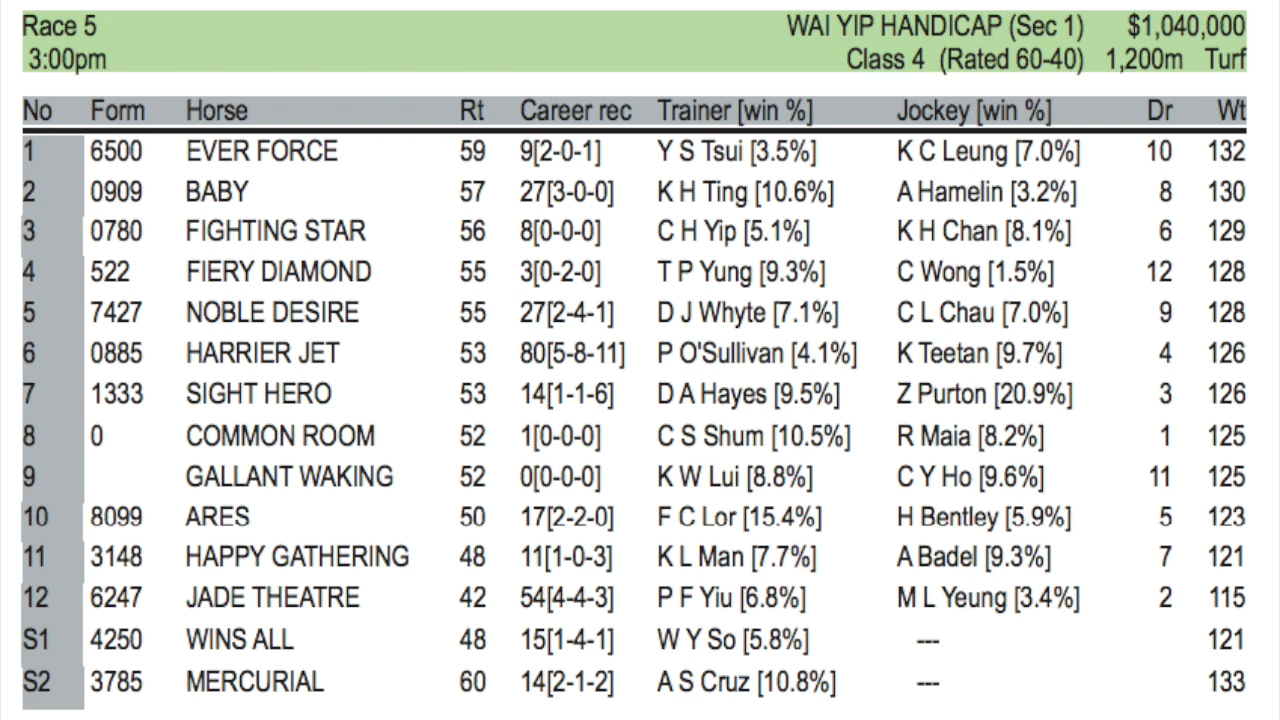 Race 5 WAI YIP HANDICAP (Sec 1) $1,040,000
3:00pm Class 4 (Rated 60-40) 1,200m Turf
No Form Horse Rt Career rec Trainer [win %] Jockey [win %] Dr Wt
1 6500 EVER FORCE 59 9[2-0-1] Y S Tsui [3.5%] K C Leung [7.0%] 10 132
2 0909 BABY 57 27[3-0-0] K H Ting [10.6%] A Hamelin [3.2%] 8 130
3 0780 FIGHTING STAR 56 8[0-0-0] C H Yip [5.1%] K H Chan [8.1%] 6 129
4 522 FIERY DIAMOND 55 3[0-2-0] T P Yung [9.3%] C Wong [1.5%] 12 128
5 7427 NOBLE DESIRE 55 27[2-4-1] D J Whyte [7.1%] C L Chau [7.0%] 9 128
6 0885 HARRIER JET 53 80[5-8-11] P O'Sullivan [4.1%] K Teetan [9.7%] 4 126
7 1333 SIGHT HERO 53 14[1-1-6] D A Hayes [9.5%] Z Purton [20.9%] 3 126
8 0 COMMON ROOM 52 1[0-0-0] C S Shum [10.5%] R Maia [8.2%] 1 125
9 GALLANT WAKING 52 0[0-0-0] K W Lui [8.8%] C Y Ho [9.6%] 11 125
10 8099 ARES 50 17[2-2-0] F C Lor [15.4%] H Bentley [5.9%] 5 123
11 3148 HAPPY GATHERING 48 11[1-0-3] K L Man [7.7%] A Badel [9.3%] 7 121
12 6247 JADE THEATRE 42 54[4-4-3] P F Yiu [6.8%] M L Yeung [3.4%] 2 115
S1 4250 WINS ALL 48 15[1-4-1] W Y So [5.8%] --- 121
S2 3785 MERCURIAL 60 14[2-1-2] A S Cruz [10.8%] --- 133